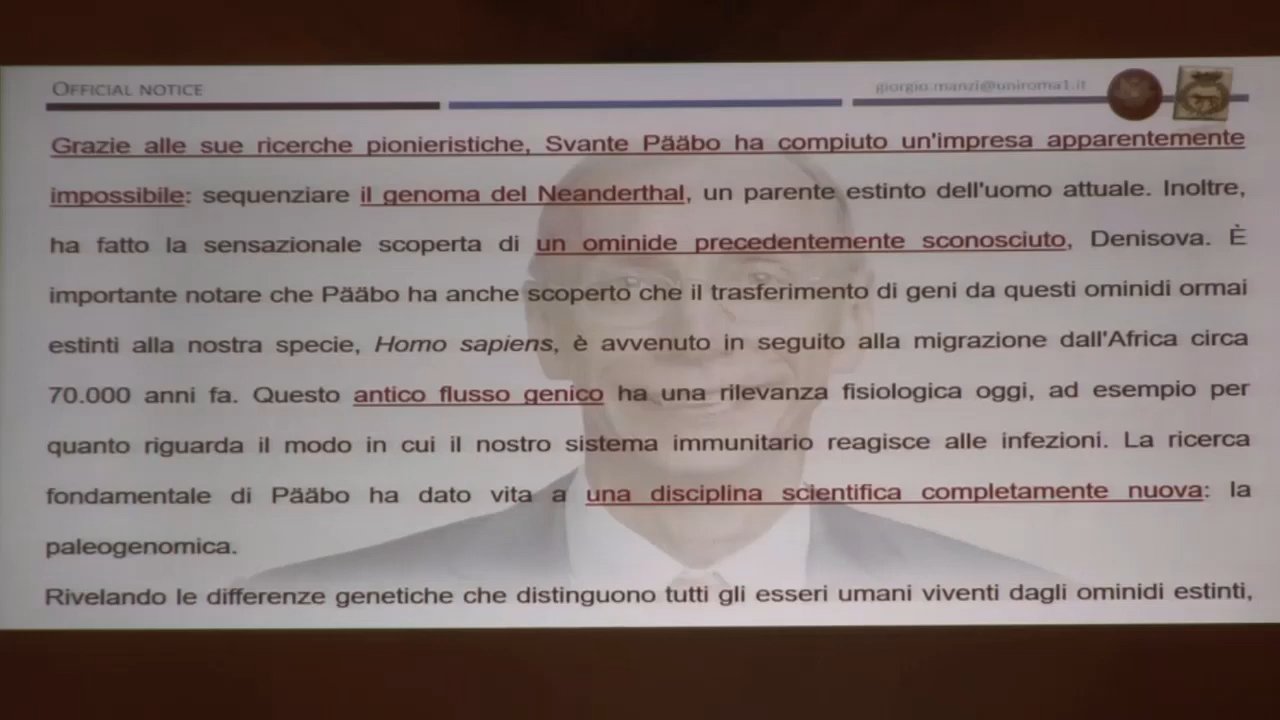 OFFICIAL NOTICE
giorgio.manzi@uniroma1.it
Grazie alle sue ricerche pionieristiche, Svante Pääbo ha compiuto un'impresa apparentemente
impossibile: sequenziare il genoma del Neanderthal, un parente estinto dell'uomo attuale. Inoltre,
ha fatto la sensazionale scoperta di un ominide precedentemente sconosciuto, Denisova. È
importante notare che Pääbo ha anche scoperto che il trasferimento di geni da questi ominidi ormai
estinti alla nostra specie, Homo sapiens, è avvenuto in seguito alla migrazione dall'Africa circa
70.000 anni fa. Questo antico flusso genico ha una rilevanza fisiologica oggi, ad esempio per
quanto riguarda il modo in cui il nostro sistema immunitario reagisce alle infezioni. La ricerca
fondamentale di Pääbo ha dato vita a una disciplina scientifica completamente nuova: la
paleogenomica.
Rivelando le differenze genetiche che distinguono tutti gli esseri umani viventi dagli ominidi estinti,